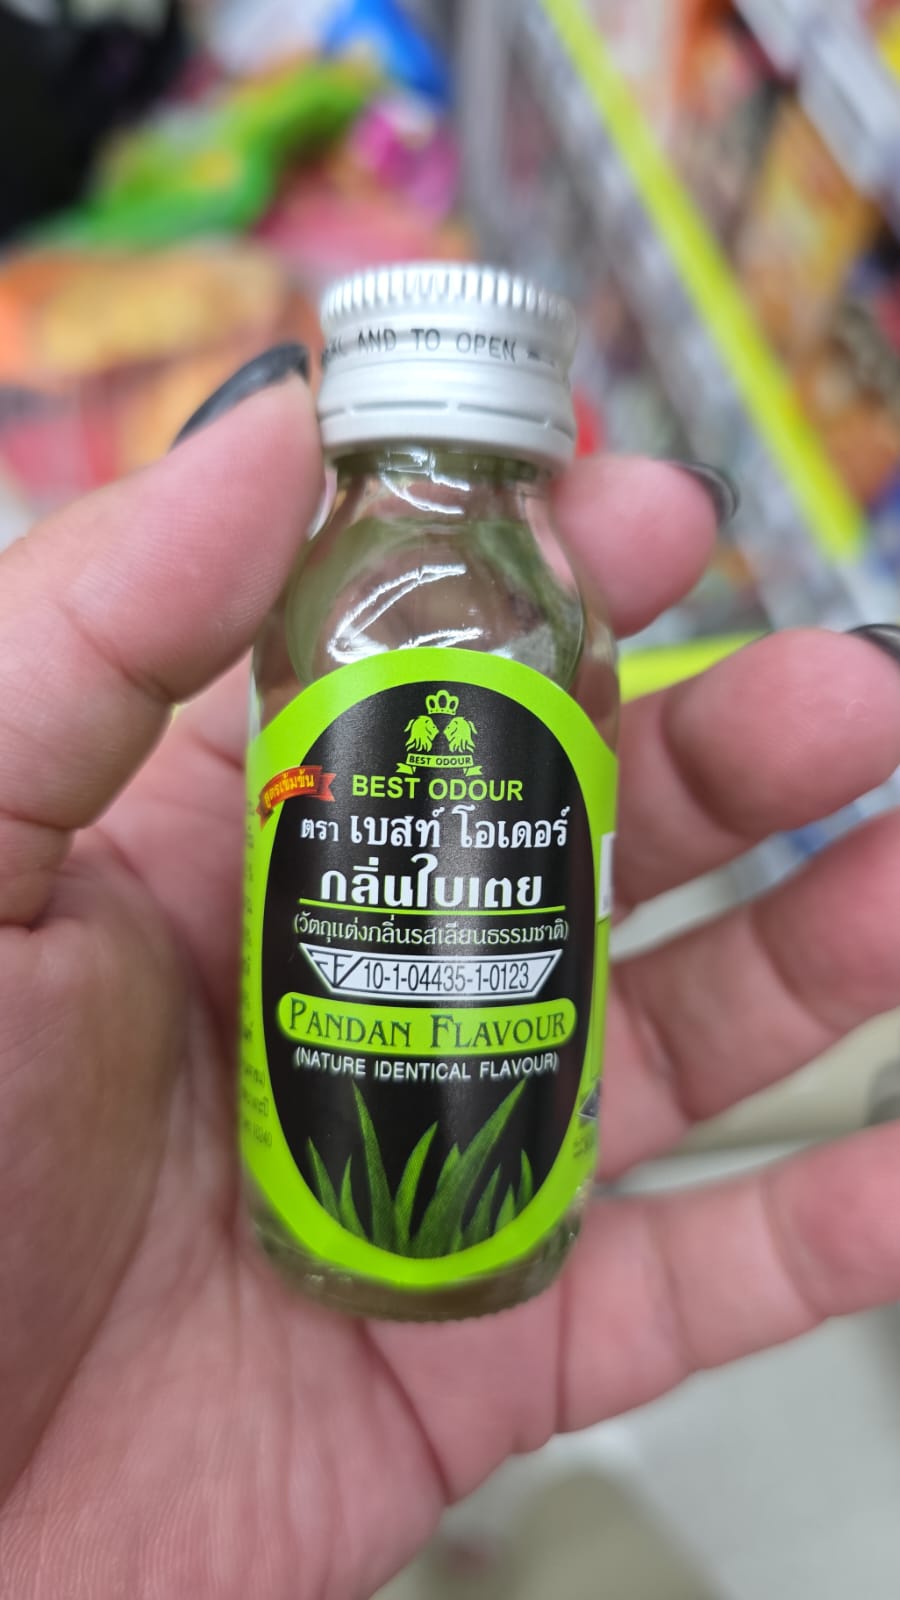 AND TO OPEN
BEST ODOUR
BEST ODOUR
สูตรเข้มข้น
ตรา เบสท์ โอเดอร์
กลิ่นใบเตย
(วัตถุแต่งกลิ่นรสเลียนธรรมชาติ)
F 10-1-04435-1-0123
PANDAN FLAVOUR
(NATURE IDENTICAL FLAVOUR)